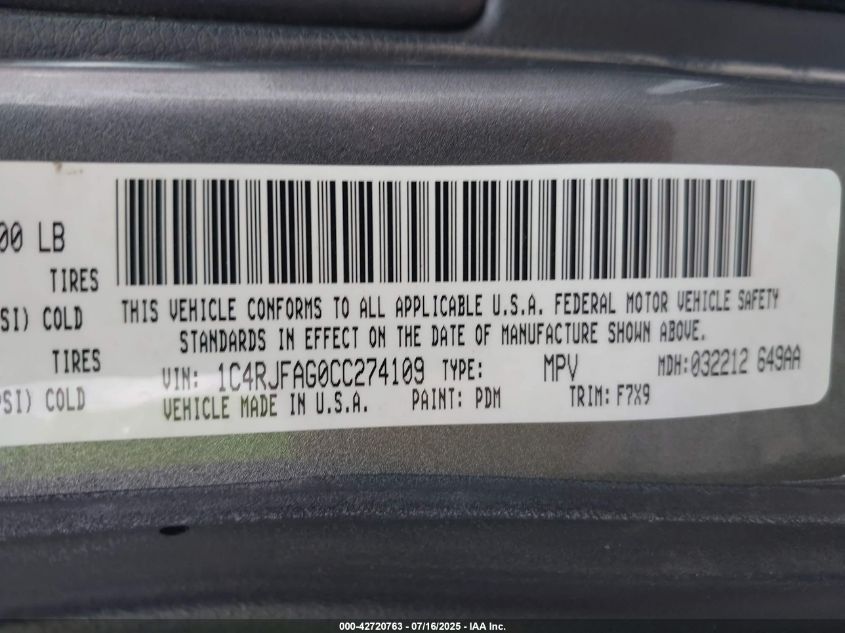 00 LB
TIRES
SI) COLD
TIRES
PSI) COLD
THIS VEHICLE CONFORMS TO ALL APPLICABLE U.S.A. FEDERAL MOTOR VEHICLE SAFETY
STANDARDS IN EFFECT ON THE DATE OF MANUFACTURE SHOWN ABOVE.
VIN: 1C4RJFAG0CC274109 TYPE: MPV MDH: 032212 649AA
VEHICLE MADE IN U.S.A. PAINT: PDM TRIM: F7X9
000-42720763 - 07/16/2025 - IAA Inc.